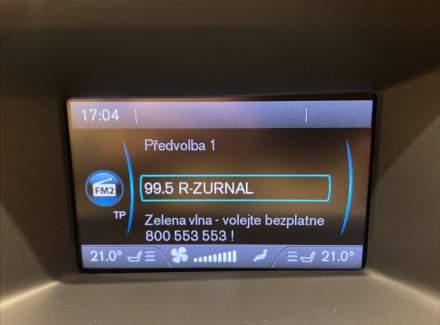 17:04
Předvolba 1
FM2
99.5 R-ZURNAL
TP
Zelena vlna - volejte bezplatne
800 553 553 !
21.0° 21.0°